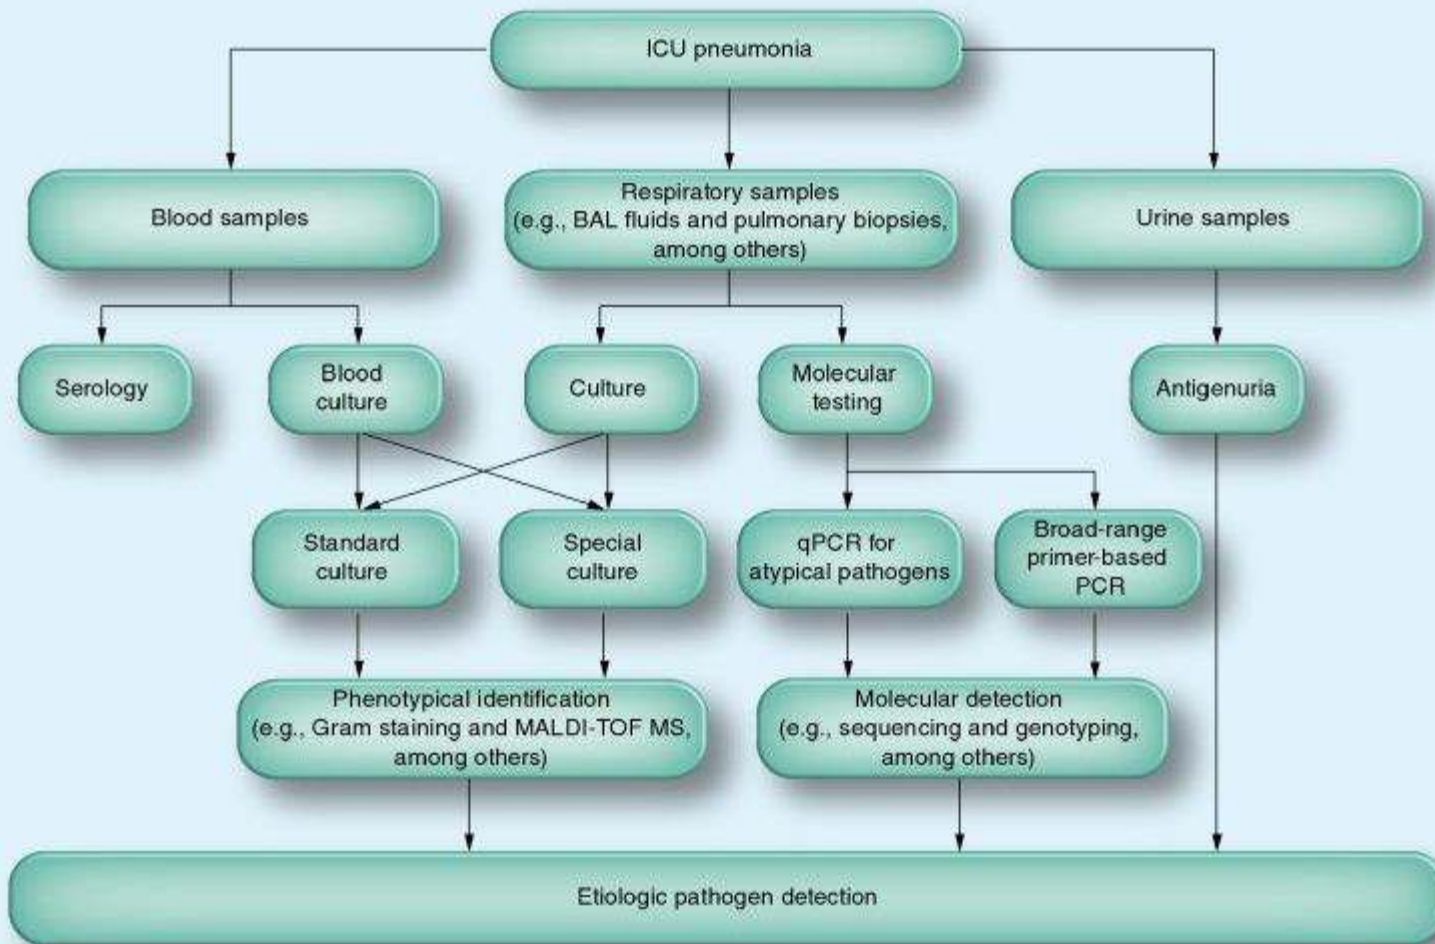 ICU pneumonia
Blood samples
Respiratory samples
(e.g., BAL fluids and pulmonary biopsies,
among others)
Urine samples
Serology
Blood
culture
Culture
Molecular
testing
Antigenuria
Standard
culture
Special
culture
qPCR for
atypical pathogens
Broad-range
primer-based
PCR
Phenotypical identification
(e.g., Gram staining and MALDI-TOF MS,
among others)
Molecular detection
(e.g., sequencing and genotyping,
among others)
Etiologic pathogen detection